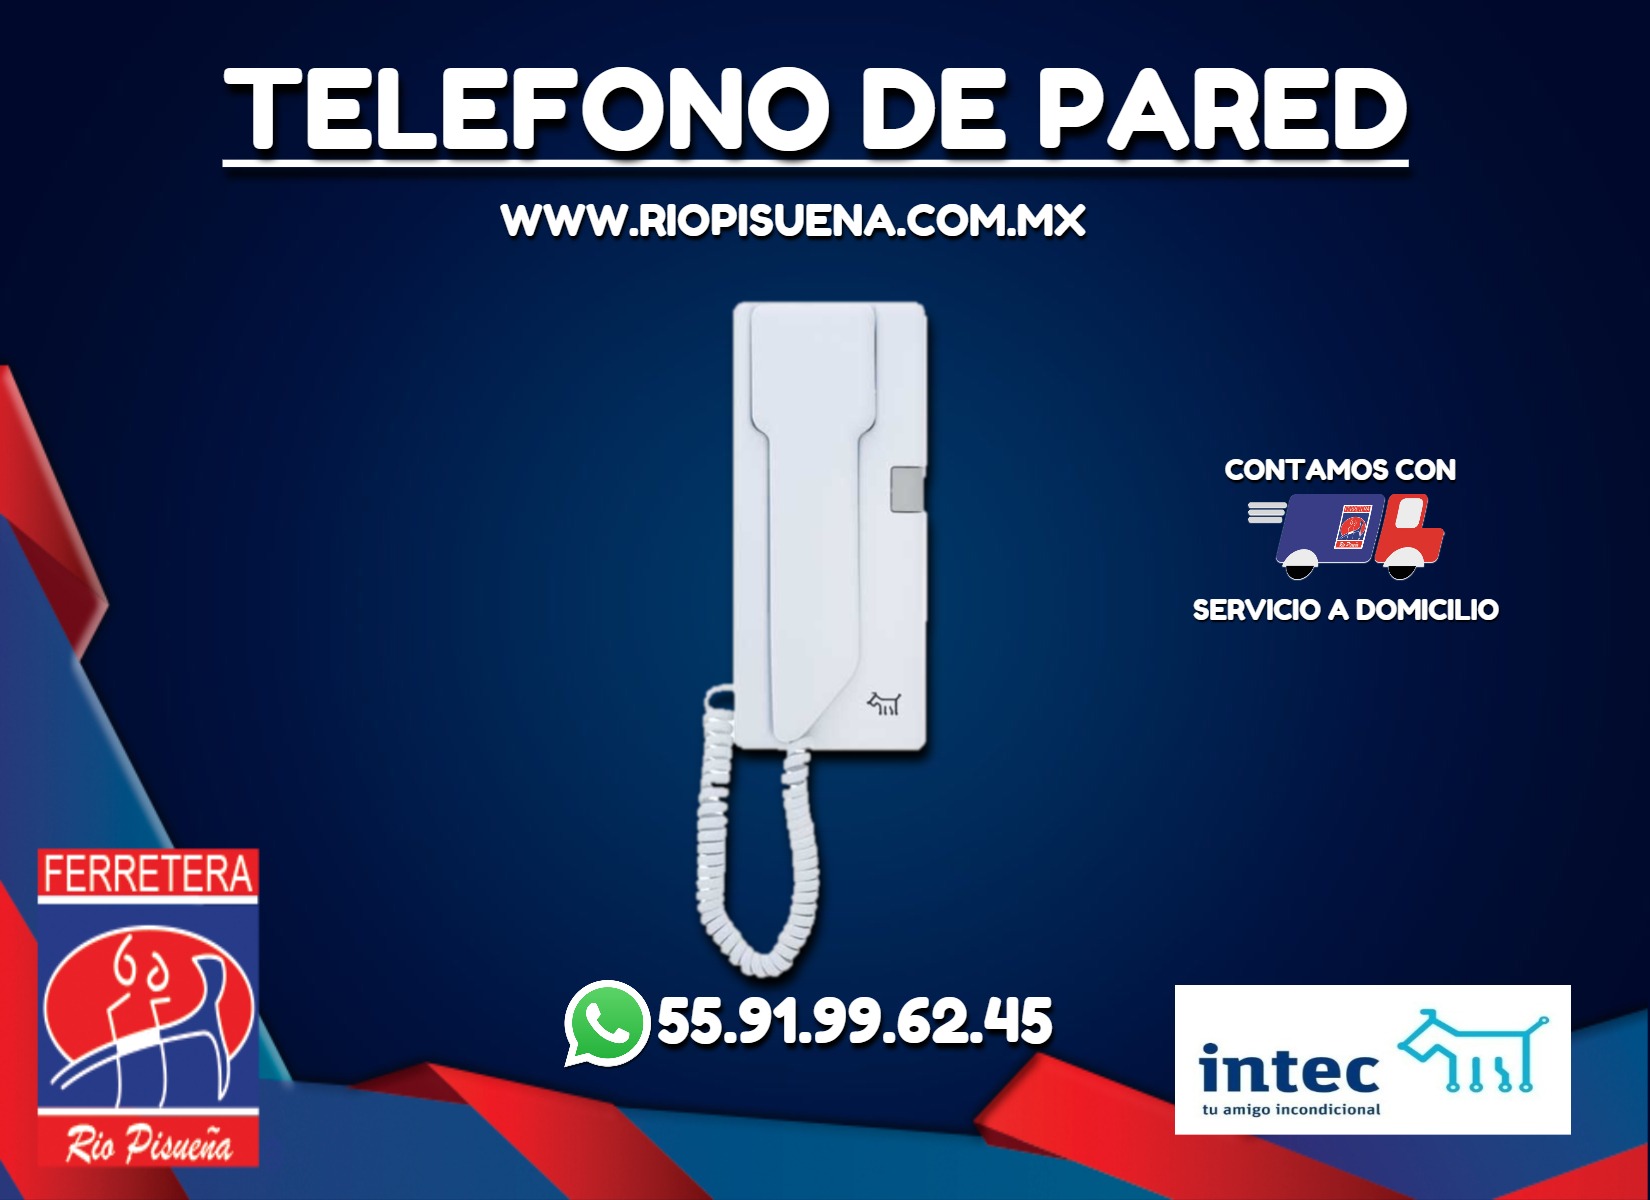 TELEFONO DE PARED
WWW.RIOPISUENA.COM.MX
CONTAMOS CON
SERVICIO A DOMICILIO
FERRETERA
Rio Pisueña
55.91.99.62.45
intec
tu amigo incondicional